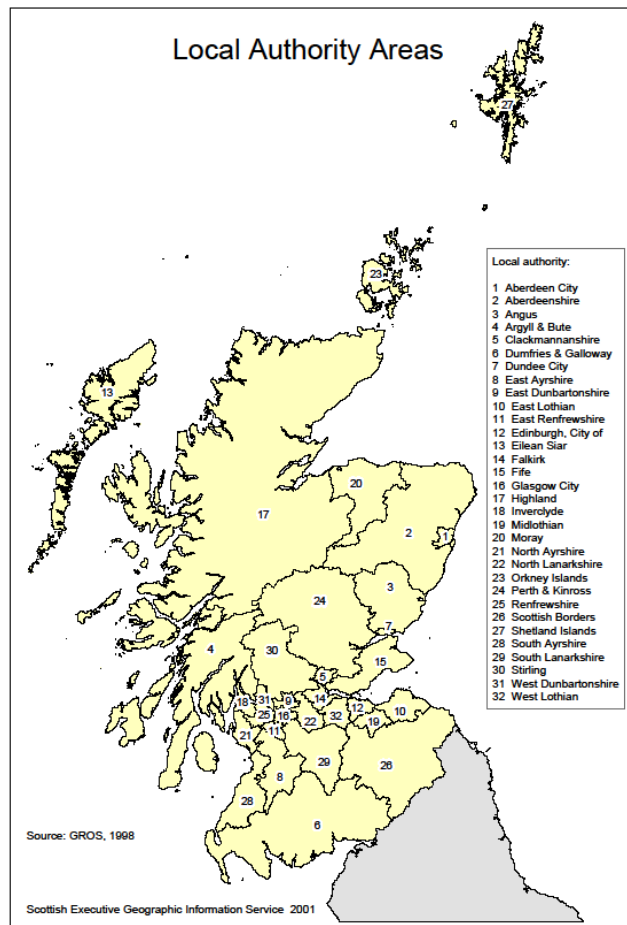 Local Authority Areas
27
23
Local authority:
1 Aberdeen City
2 Aberdeenshire
3 Angus
4 Argyll & Bute
5 Clackmannanshire
6 Dumfries & Galloway
7 Dundee City
8 East Ayrshire
9 East Dunbartonshire
10 East Lothian
11 East Renfrewshire
12 Edinburgh, City of
13 Eilean Siar
14 Falkirk
15 Fife
16 Glasgow City
17 Highland
18 Inverclyde
19 Midlothian
20 Moray
21 North Ayrshire
22 North Lanarkshire
23 Orkney Islands
24 Perth & Kinross
25 Renfrewshire
26 Scottish Borders
27 Shetland Islands
28 South Ayrshire
29 South Lanarkshire
30 Stirling
31 West Dunbartonshire
32 West Lothian
13
20
17
2
1
3
24
7
4
30
15
5
18 31 9 14
25 16 22 32 12 19 10
21 11
29
26
8
28
6
Source: GROS, 1998
Scottish Executive Geographic Information Service 2001